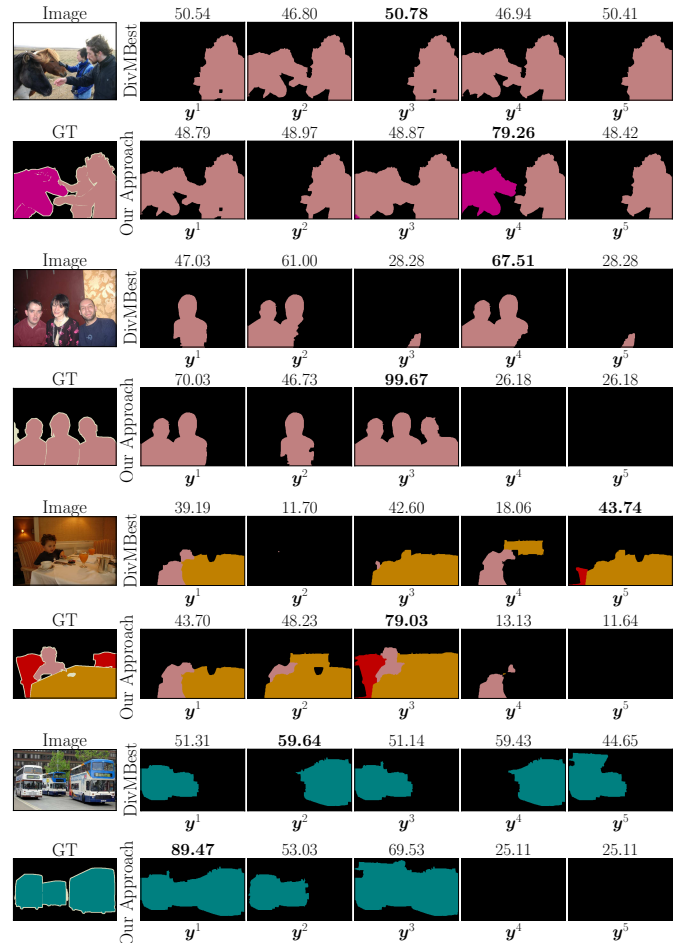 Image 50.54 46.80 50.78 46.94 50.41
DivMBest
y1 y2 y3 y4 y5
GT 48.79 48.97 48.87 79.26 48.42
Our Approach
y1 y2 y3 y4 y5
Image 47.03 61.00 28.28 67.51 28.28
DivMBest
y1 y2 y3 y4 y5
GT 70.03 46.73 99.67 26.18 26.18
Our Approach
y1 y2 y3 y4 y5
Image 39.19 11.70 42.60 18.06 43.74
DivMBest
y1 y2 y3 y4 y5
GT 43.70 48.23 79.03 13.13 11.64
Our Approach
y1 y2 y3 y4 y5
Image 51.31 59.64 51.14 59.43 44.65
DivMBest
y1 y2 y3 y4 y5
GT 89.47 53.03 69.53 25.11 25.11
Our Approach
y1 y2 y3 y4 y5